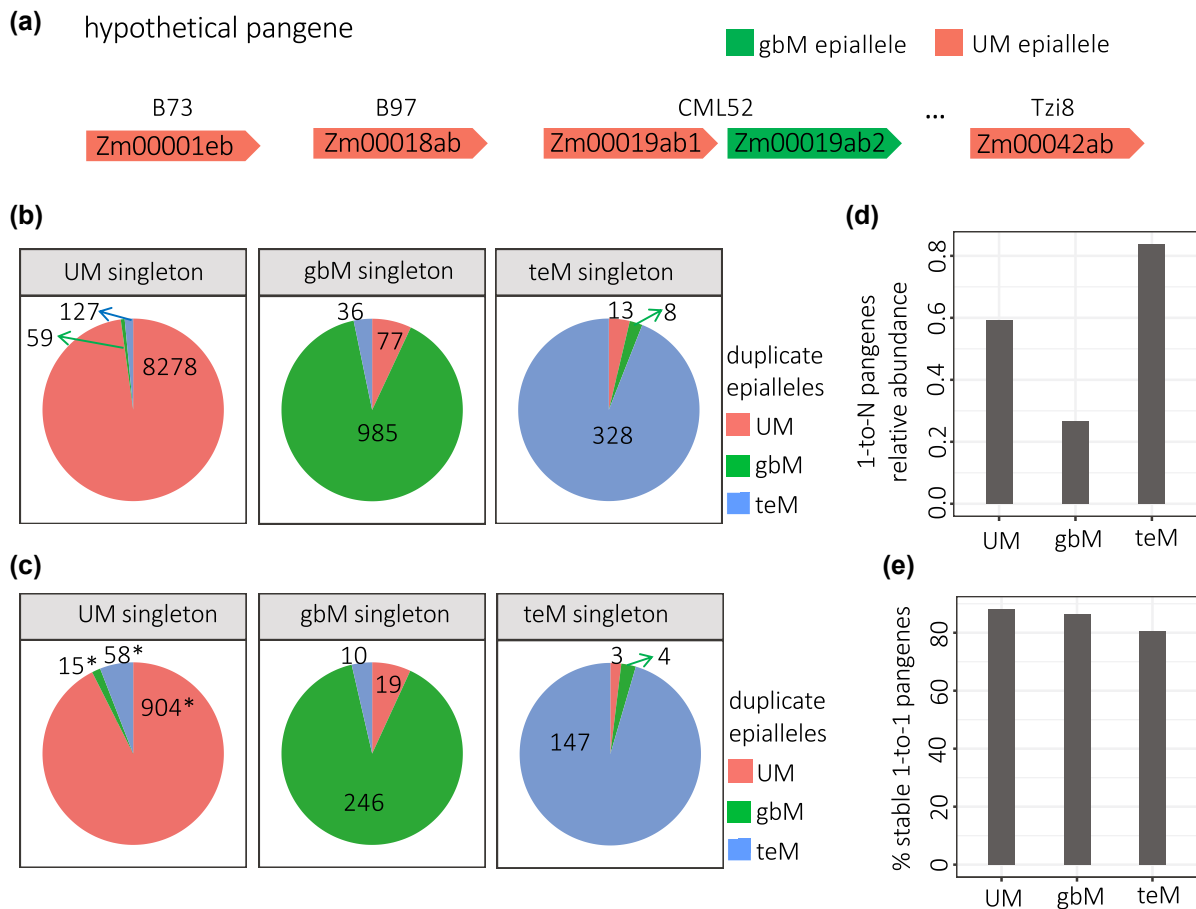 (a)
hypothetical pangene
gbM epiallele
UM epiallele
B73
B97
CML52
...
Tzi8
Zm00001eb
Zm00018ab
Zm00019ab1
Zm00019ab2
Zm00042ab
(b)
UM singleton
gbM singleton
teM singleton
127
59
8278
36
77
985
13
8
328
duplicate
epialleles
UM
gbM
teM
(c)
UM singleton
gbM singleton
teM singleton
15*
58*
904*
10
19
246
3
4
147
duplicate
epialleles
UM
gbM
teM
(d)
1-to-N pangenes
relative abundance
0.8
0.6
0.4
0.2
0.0
UM
gbM
teM
(e)
% stable 1-to-1 pangenes
80
60
40
20
0
UM
gbM
teM